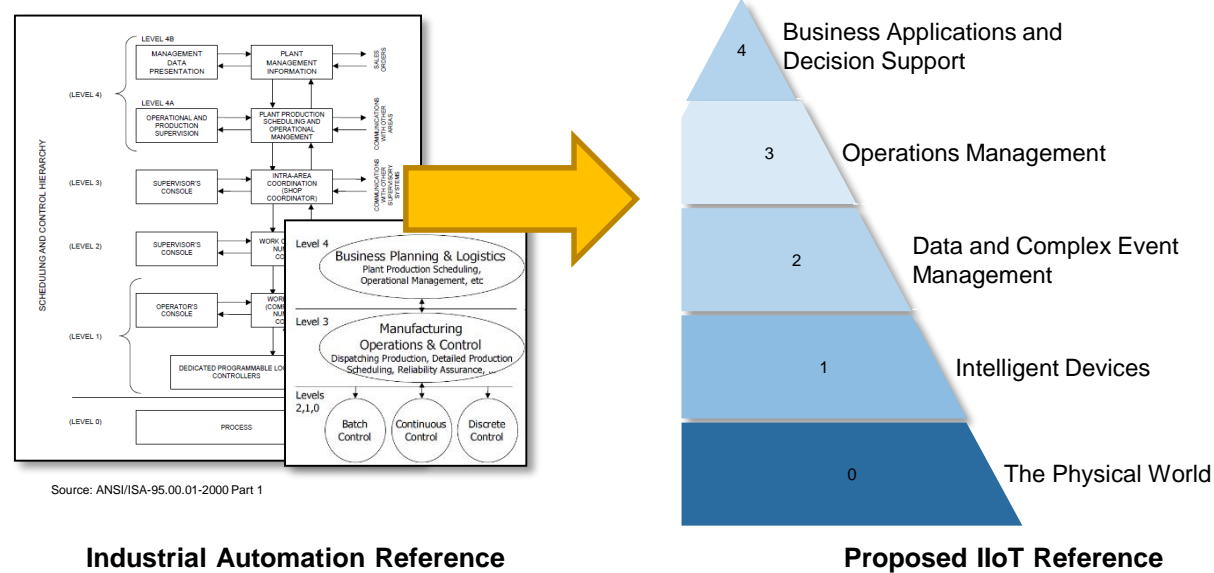 LEVEL 4B
MANAGEMENT
DATA
PRESENTATION
PLANT
MANAGEMENT
INFORMATION
SALES
ORDERS
(LEVEL 4)
LEVEL 4A
OPERATIONAL AND
PRODUCTION
SUPERVISION
PLANT PRODUCTION
SCHEDULING AND
OPERATIONAL
MANGEMENT
COMMUNICATIONS
WITH OTHER
AREAS
SCHEDULING AND CONTROL HIERARCHY
(LEVEL 3)
SUPERVISOR'S
CONSOLE
INTRA-AREA
COORDINATION
(SHOP
COORDINATOR)
COMMUNICATIONS
WITH OTHER
SUPERVISORY
SYSTEMS
(LEVEL 2)
SUPERVISOR'S
CONSOLE
WORK
(LEVEL 1)
OPERATOR'S
CONSOLE
DEDICATED PROGRAMMABLE
CONTROLLERS
(LEVEL 0)
PROCESS
Level 4
Business Planning & Logistics
Plant Production Scheduling,
Operational Management, etc
Level 3
Manufacturing
Operations & Control
Dispatching Production, Detailed Production
Scheduling, Reliability Assurance, ...
Levels
2,1,0
Batch
Control
Continuous
Control
Discrete
Control
Source: ANSI/ISA-95.00.01-2000 Part 1
Industrial Automation Reference
4
Business Applications and
Decision Support
3
Operations Management
2
Data and Complex Event
Management
1
Intelligent Devices
0
The Physical World
Proposed IIoT Reference